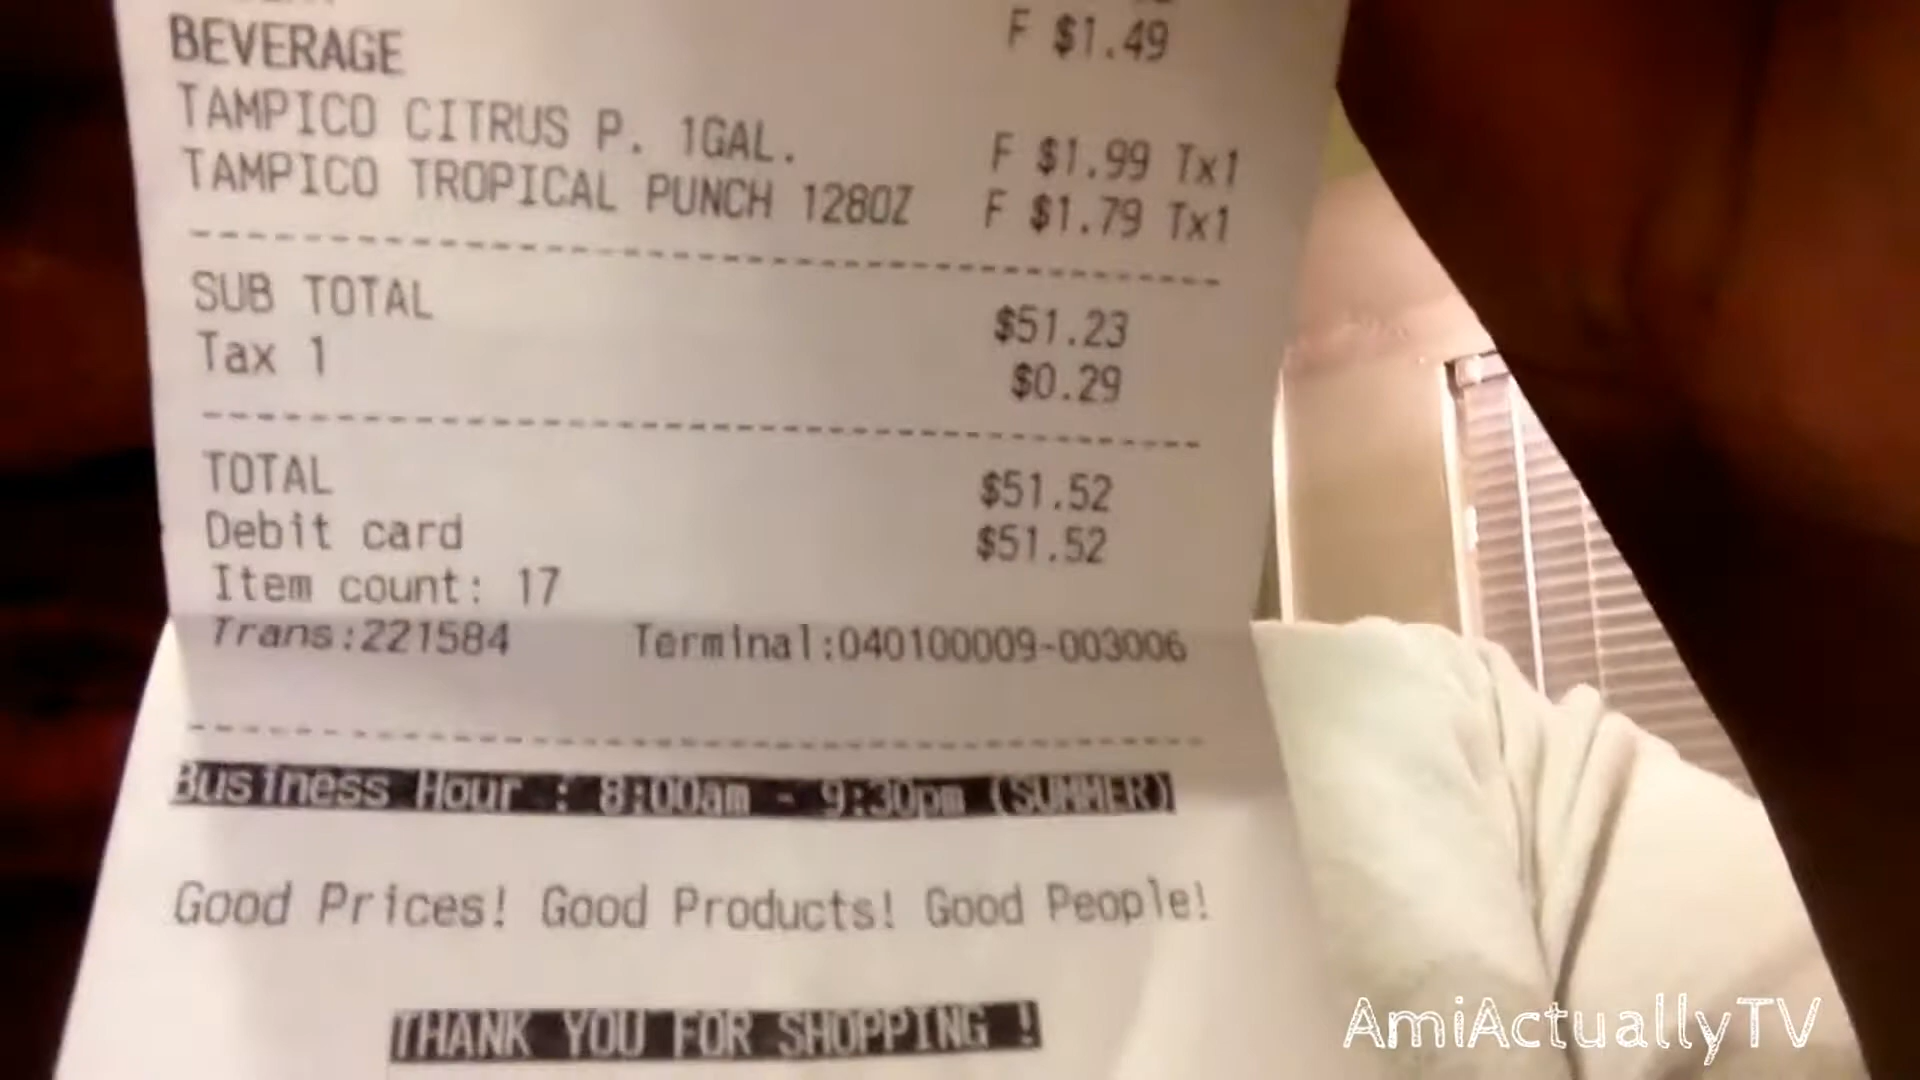 F $1.49
BEVERAGE
TAMPICO CITRUS P. 1GAL. F $1.99 Tx1
TAMPICO TROPICAL PUNCH 128OZ F $1.79 Tx1
SUB TOTAL $51.23
Tax 1 $0.29
TOTAL $51.52
Debit card $51.52
Item count: 17
Trans:221584 Terminal:040100009-003006
Business Hour : 8:00am - 9:30pm (SUMMER)
Good Prices! Good Products! Good People!
THANK YOU FOR SHOPPING !
AmiActuallyTV